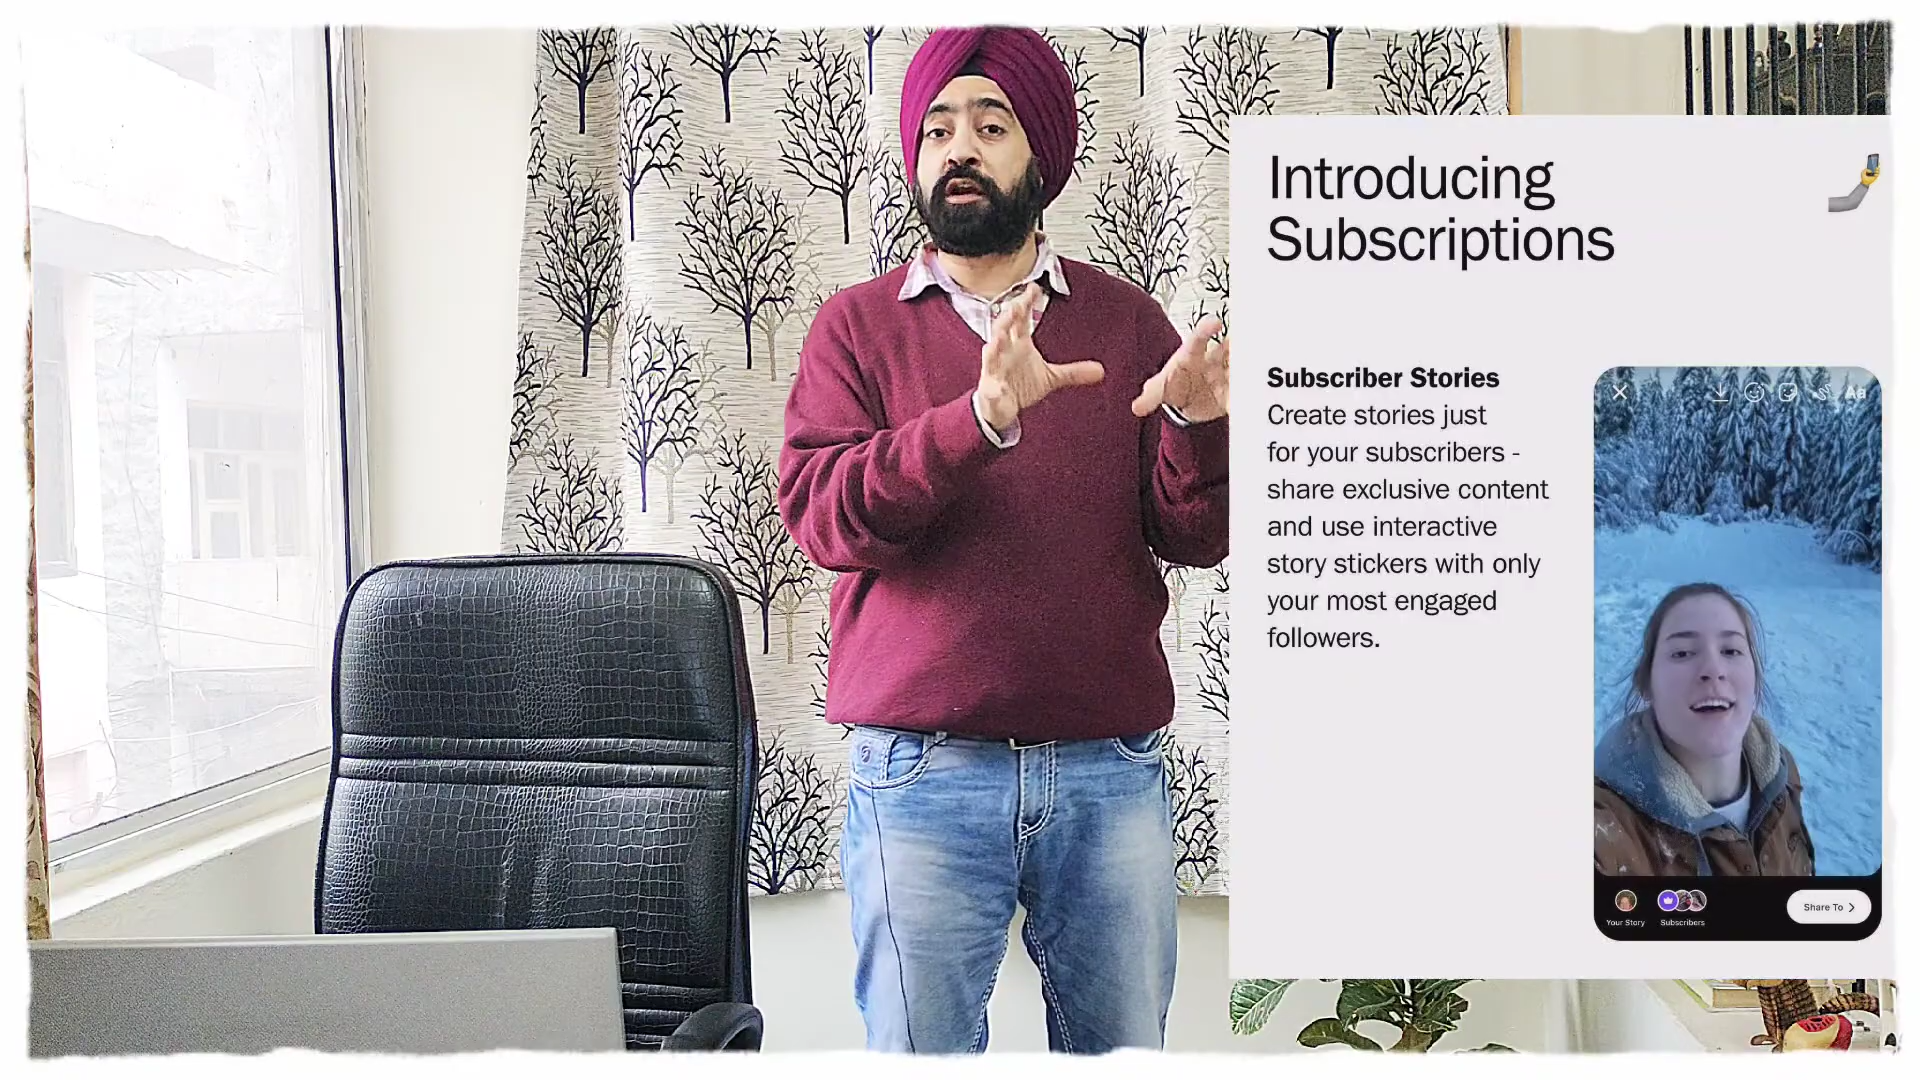 Introducing
Subscriptions
Subscriber Stories
Create stories just
for your subscribers -
share exclusive content
and use interactive
story stickers with only
your most engaged
followers.
Aa
Your Story
Subscribers
Share To